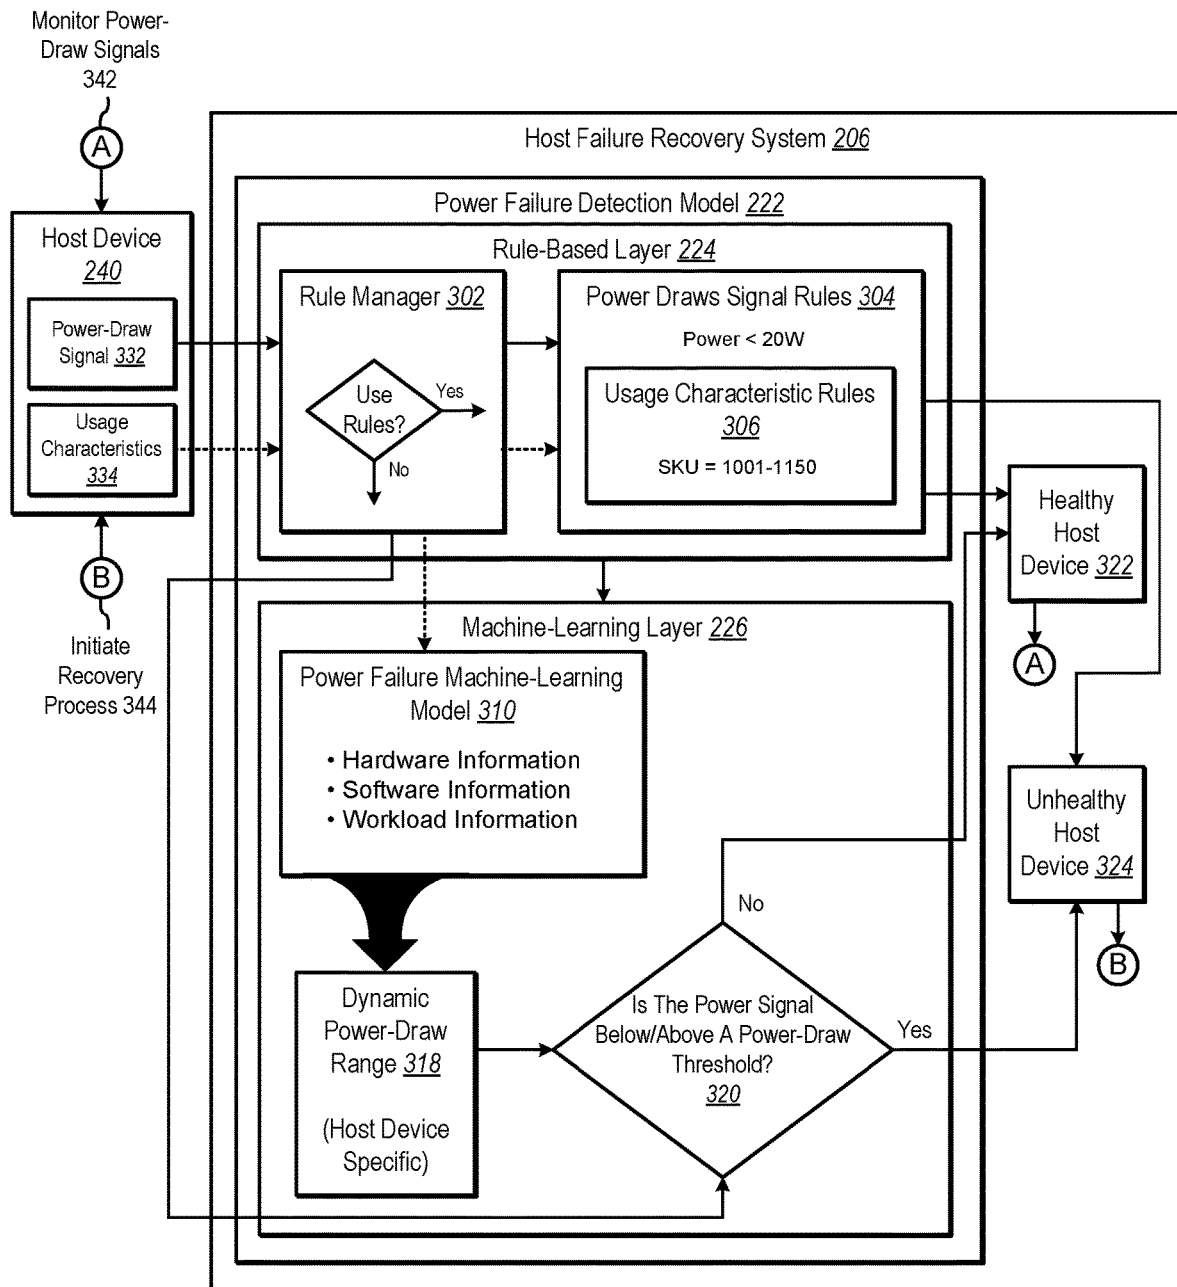 Monitor Power-
Draw Signals
342
A
Host Failure Recovery System 206
Power Failure Detection Model 222
Host Device
240
Rule-Based Layer 224
Rule Manager 302
Power Draws Signal Rules 304
Power-Draw
Signal 332
Power < 20W
Use
Rules?
Yes
No
Usage Characteristic Rules
306
SKU = 1001-1150
Usage
Characteristics
334
Healthy
Host
Device 322
A
B
Initiate
Recovery
Process 344
Machine-Learning Layer 226
Power Failure Machine-Learning
Model 310
• Hardware Information
• Software Information
• Workload Information
Unhealthy
Host
Device 324
B
No
Dynamic
Power-Draw
Range 318
(Host Device
Specific)
Is The Power Signal
Below/Above A Power-Draw
Threshold?
320
Yes